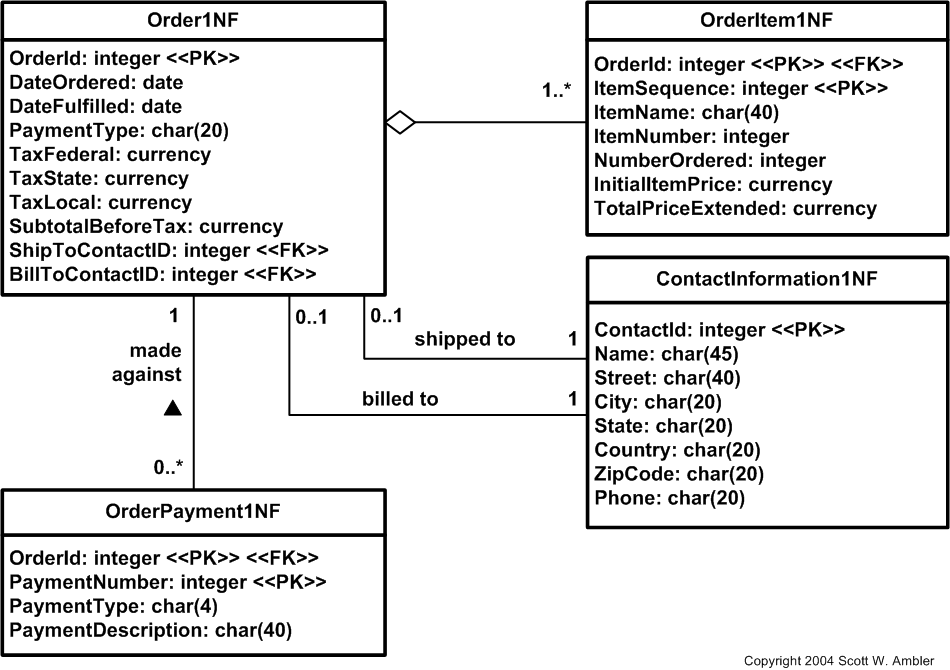 Order1NF
OrderId: integer <<PK>>
DateOrdered: date
DateFulfilled: date
PaymentType: char(20)
TaxFederal: currency
TaxState: currency
TaxLocal: currency
SubtotalBeforeTax: currency
ShipToContactID: integer <<FK>>
BillToContactID: integer <<FK>>
1..*
OrderItem1NF
OrderId: integer <<PK>> <<FK>>
ItemSequence: integer <<PK>>
ItemName: char(40)
ItemNumber: integer
NumberOrdered: integer
InitialItemPrice: currency
TotalPriceExtended: currency
1
made
against
0..*
0..1
0..1
shipped to
1
billed to
1
ContactInformation1NF
ContactId: integer <<PK>>
Name: char(45)
Street: char(40)
City: char(20)
State: char(20)
Country: char(20)
ZipCode: char(20)
Phone: char(20)
OrderPayment1NF
OrderId: integer <<PK>> <<FK>>
PaymentNumber: integer <<PK>>
PaymentType: char(4)
PaymentDescription: char(40)
Copyright 2004 Scott W. Ambler